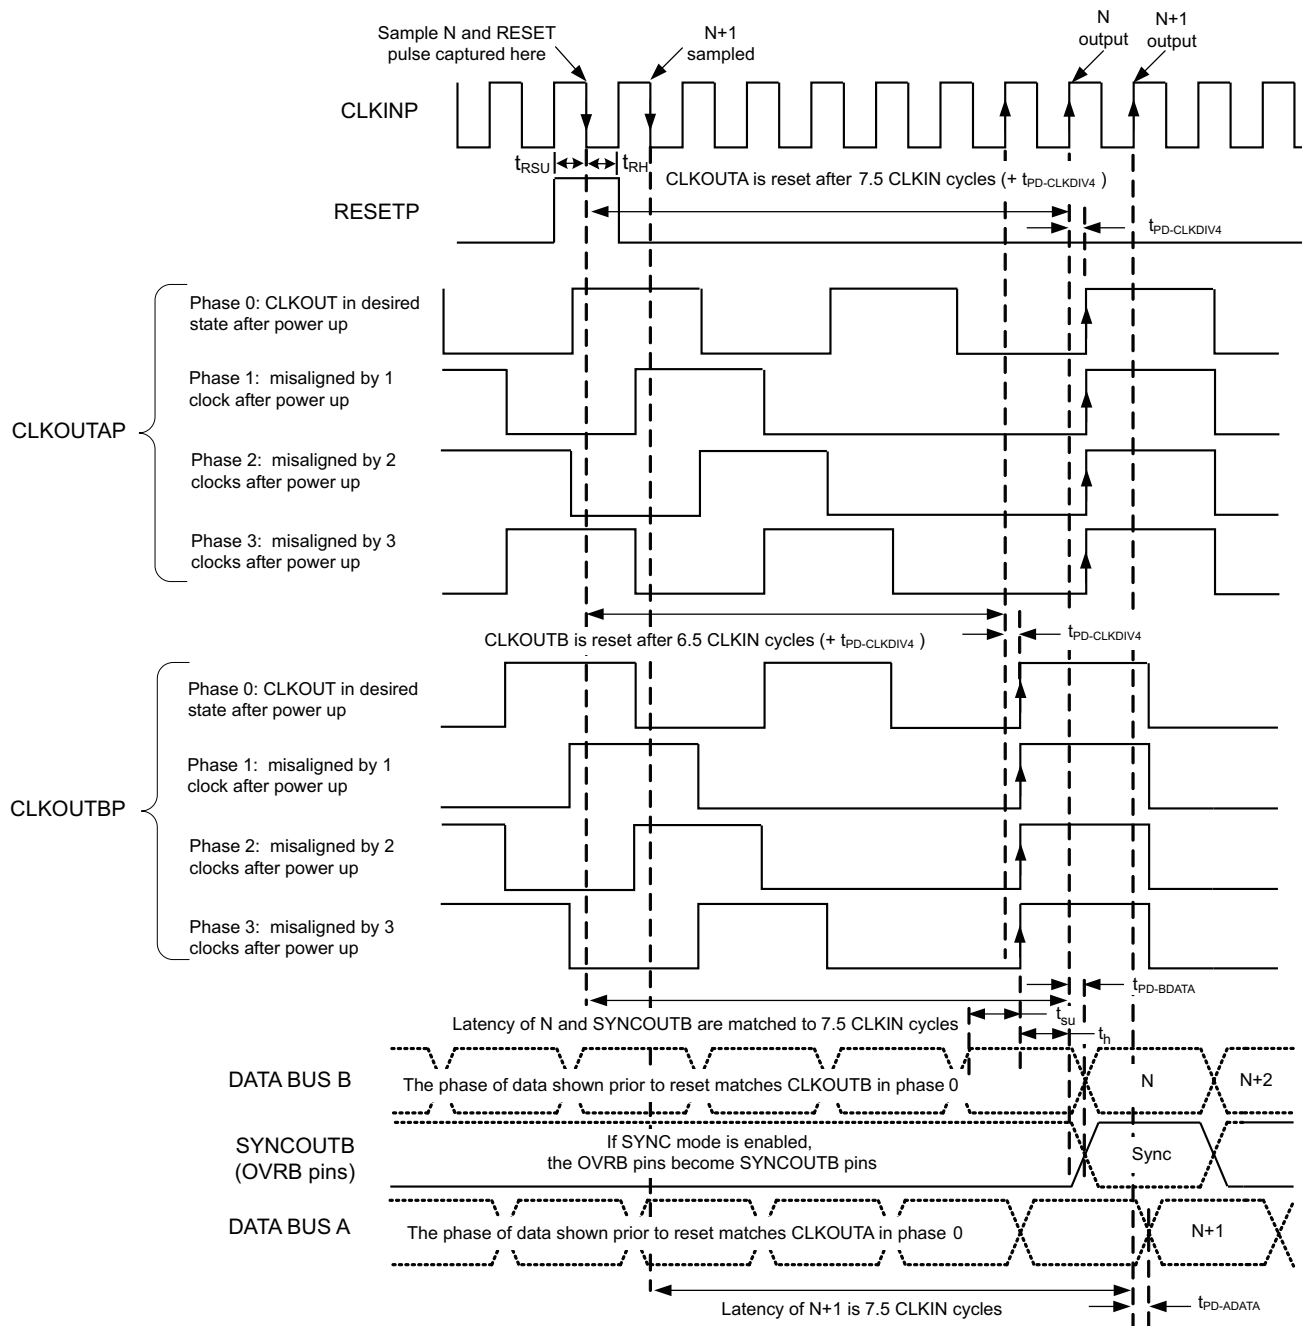 Sample N and RESET
pulse captured here
N+1
sampled
N
output
N+1
output
CLKINP
tRSU
tRH
CLKOUTA is reset after 7.5 CLKIN cycles (+ tPD-CLKDIV4 )
RESETP
tPD-CLKDIV4
Phase 0: CLKOUT in desired
state after power up
Phase 1: misaligned by 1
clock after power up
CLKOUTAP
Phase 2: misaligned by 2
clocks after power up
Phase 3: misaligned by 3
clocks after power up
CLKOUTB is reset after 6.5 CLKIN cycles (+ tPD-CLKDIV4 )
tPD-CLKDIV4
Phase 0: CLKOUT in desired
state after power up
Phase 1: misaligned by 1
clock after power up
CLKOUTBP
Phase 2: misaligned by 2
clocks after power up
Phase 3: misaligned by 3
clocks after power up
tPD-BDATA
Latency of N and SYNCOUTB are matched to 7.5 CLKIN cycles
tsu
th
DATA BUS B
The phase of data shown prior to reset matches CLKOUTB in phase 0
N
N+2
SYNCOUTB
(OVRB pins)
If SYNC mode is enabled,
the OVRB pins become SYNCOUTB pins
Sync
DATA BUS A
The phase of data shown prior to reset matches CLKOUTA in phase 0
N+1
Latency of N+1 is 7.5 CLKIN cycles
tPD-ADATA